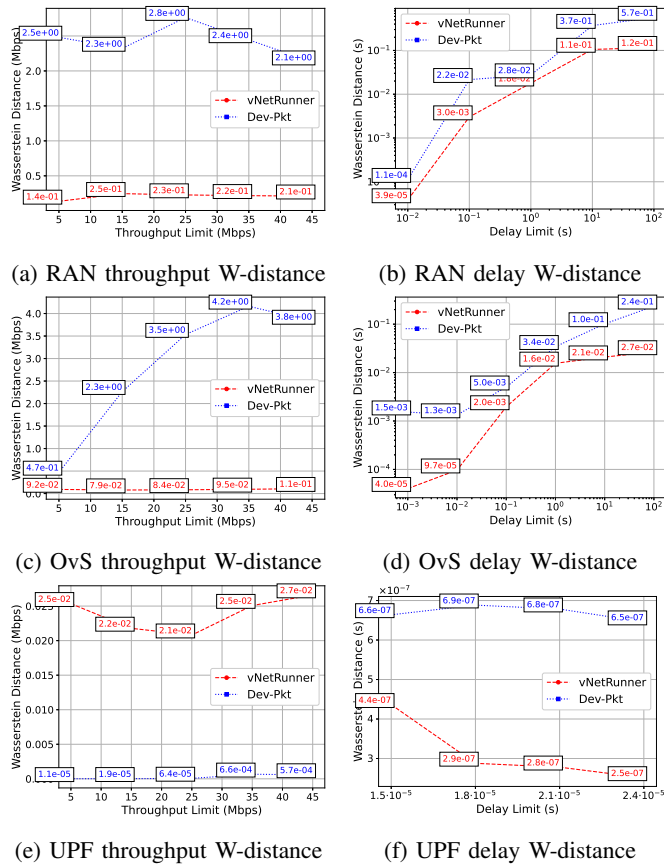 Wasserstein Distance (Mbps)
2.5
2.0
1.5
1.0
0.5
2.5e+00
2.3e+00
2.8e+00
2.4e+00
2.1e+00
vNetRunner
Dev-Pkt
1.4e-01
2.5e-01
2.3e-01
2.2e-01
2.1e-01
5 10 15 20 25 30 35 40 45
Throughput Limit (Mbps)
(a) RAN throughput W-distance
Wasserstein Distance (s)
10⁻¹
10⁻²
10⁻³
vNetRunner
Dev-Pkt
1.1e-04
2.2e-02
2.8e-02
3.7e-01
5.7e-01
3.9e-05
3.0e-03
1.8e-02
1.1e-01
1.2e-01
10⁻² 10⁻¹ 10⁰ 10¹ 10²
Delay Limit (s)
(b) RAN delay W-distance
Wasserstein Distance (Mbps)
4.0
3.5
3.0
2.5
2.0
1.5
1.0
0.0
4.7e-01
2.3e+00
3.5e+00
4.2e+00
3.8e+00
vNetRunner
Dev-Pkt
9.2e-02
7.9e-02
8.4e-02
9.5e-02
1.1e-01
5 10 15 20 25 30 35 40 45
Throughput Limit (Mbps)
(c) OvS throughput W-distance
Wasserstein Distance (s)
10⁻¹
10⁻²
10⁻³
10⁻⁴
vNetRunner
Dev-Pkt
1.5e-03
1.3e-03
5.0e-03
3.4e-02
1.0e-01
2.4e-01
4.0e-05
9.7e-05
2.0e-03
1.6e-02
2.1e-02
2.7e-02
10⁻³ 10⁻² 10⁻¹ 10⁰ 10¹ 10²
Delay Limit (s)
(d) OvS delay W-distance
Wasserstein Distance (Mbps)
0.025
0.020
0.015
0.010
0.005
0.000
2.5e-02
2.2e-02
2.1e-02
2.5e-02
2.7e-02
vNetRunner
Dev-Pkt
1.1e-05
1.9e-05
6.4e-05
6.6e-04
5.7e-04
5 10 15 20 25 30 35 40 45
Throughput Limit (Mbps)
(e) UPF throughput W-distance
Wasserstein Distance (s)
×10⁻⁷
7
6
5
4
3
6.6e-07
6.9e-07
6.8e-07
6.5e-07
vNetRunner
Dev-Pkt
4.4e-07
2.9e-07
2.8e-07
2.5e-07
1.5·10⁻⁵ 1.8·10⁻⁵ 2.1·10⁻⁵ 2.4·10⁻⁵
Delay Limit (s)
(f) UPF delay W-distance